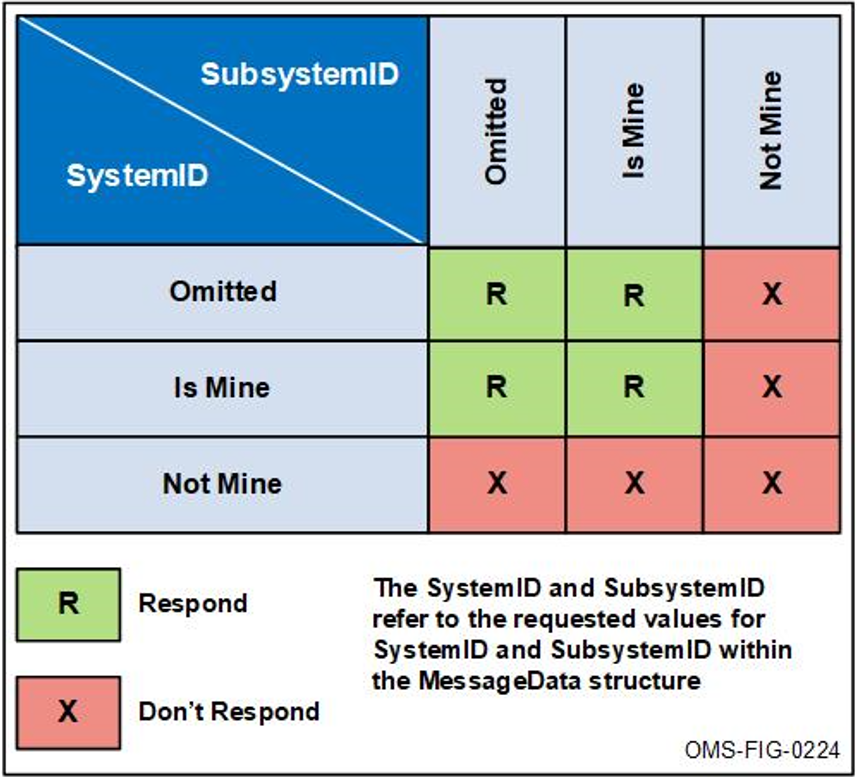 SubsystemID
SystemID
Omitted
Is Mine
Not Mine
Omitted R R X
Is Mine R R X
Not Mine X X X
R Respond
X Don't Respond
The SystemID and SubsystemID
refer to the requested values for
SystemID and SubsystemID within
the MessageData structure
OMS-FIG-0224